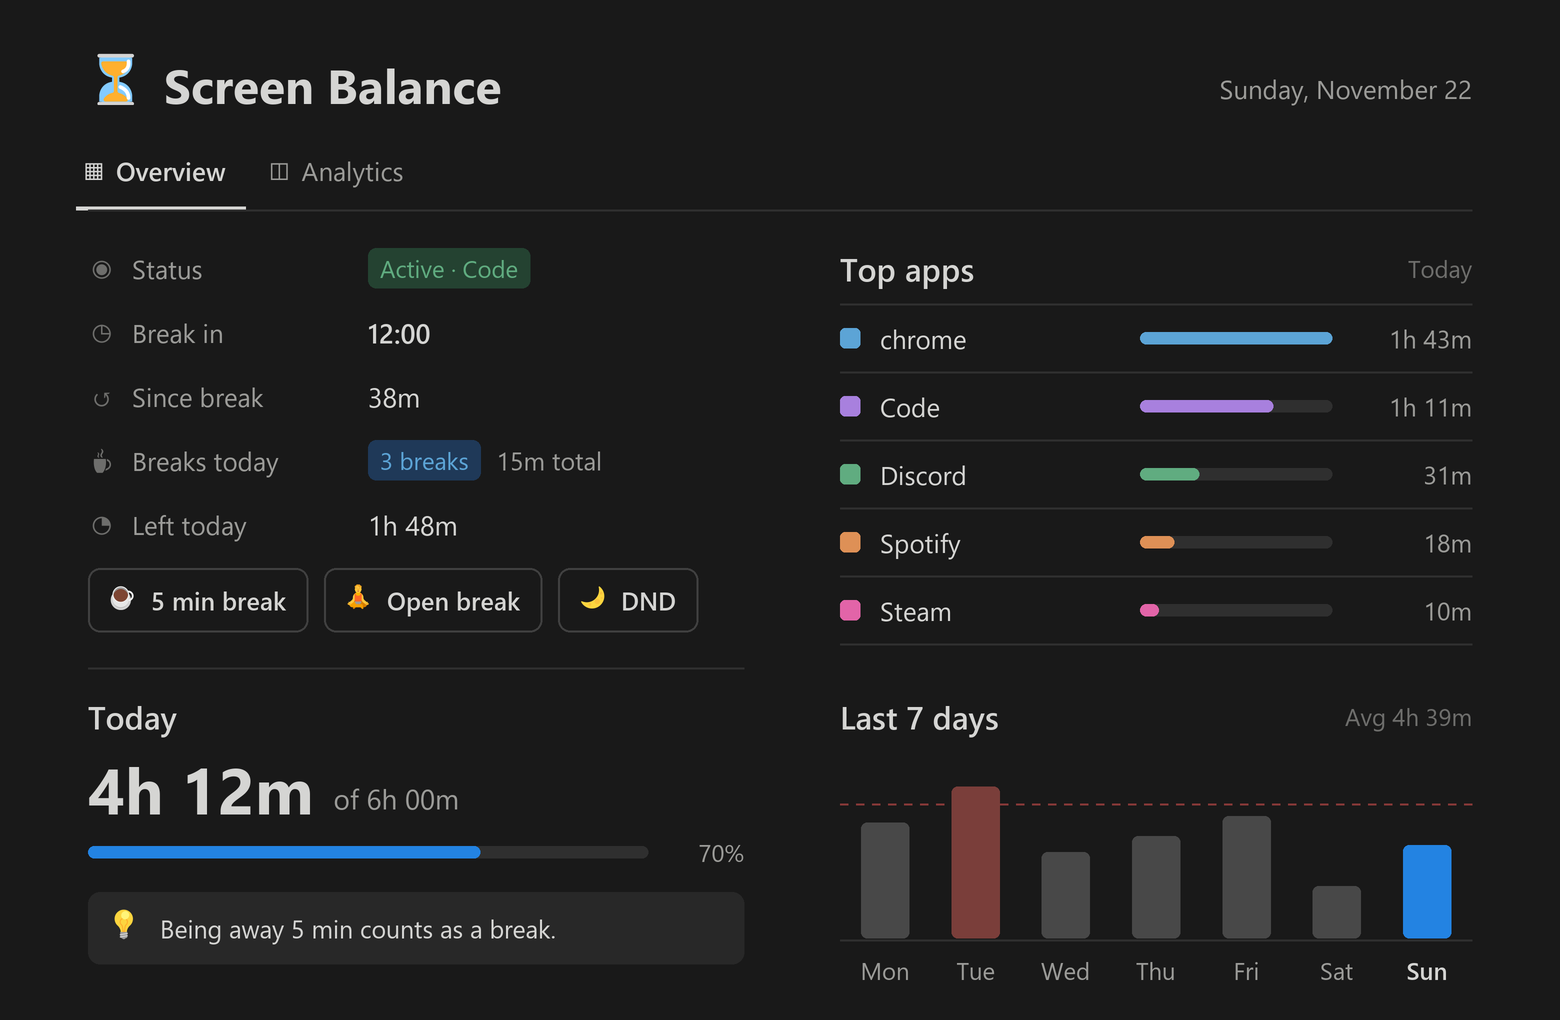 Screen Balance
Sunday, November 22
Overview
Analytics
Status
Active · Code
Break in
12:00
Since break
38m
Breaks today
3 breaks
15m total
Left today
1h 48m
5 min break
Open break
DND
Today
4h 12m of 6h 00m
70%
Being away 5 min counts as a break.
Top apps
Today
chrome
1h 43m
Code
1h 11m
Discord
31m
Spotify
18m
Steam
10m
Last 7 days
Avg 4h 39m
Mon
Tue
Wed
Thu
Fri
Sat
Sun